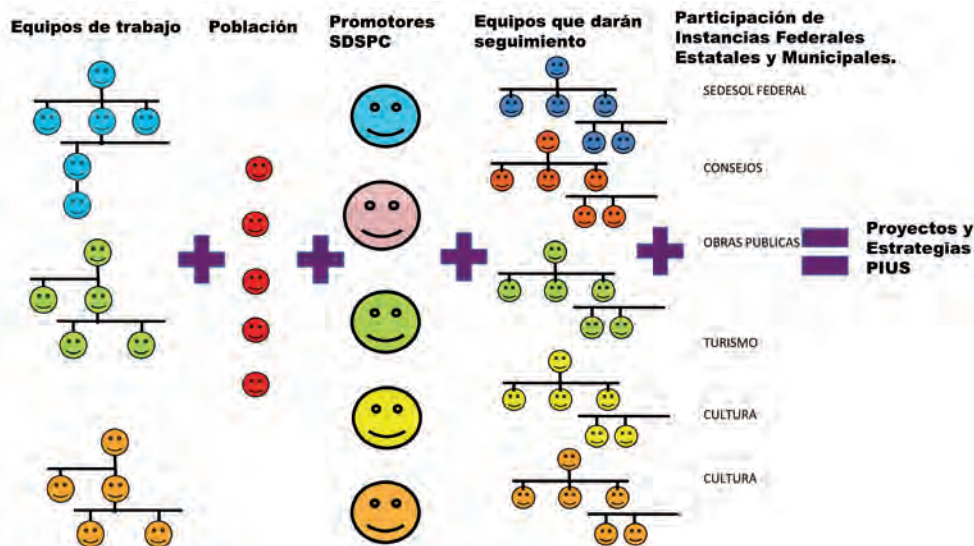 Equipos de trabajo
Población
Promotores
SDSPC
Equipos que darán
seguimiento
Participación de
Instancias Federales
Estatales y Municipales.
SEDESOL FEDERAL
CONSEJOS
OBRAS PUBLICAS
TURISMO
CULTURA
CULTURA
Proyectos y
Estrategias
PIUS